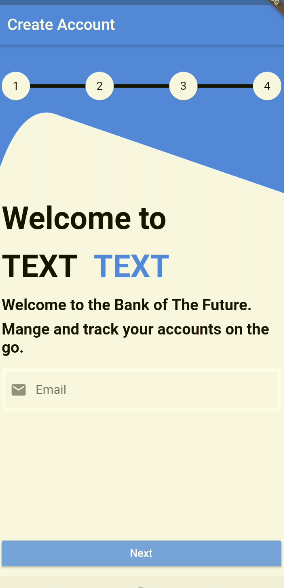 Create Account
1 2 3 4
Welcome to
TEXT TEXT
Welcome to the Bank of The Future.
Mange and track your accounts on the
go.
Email
Next